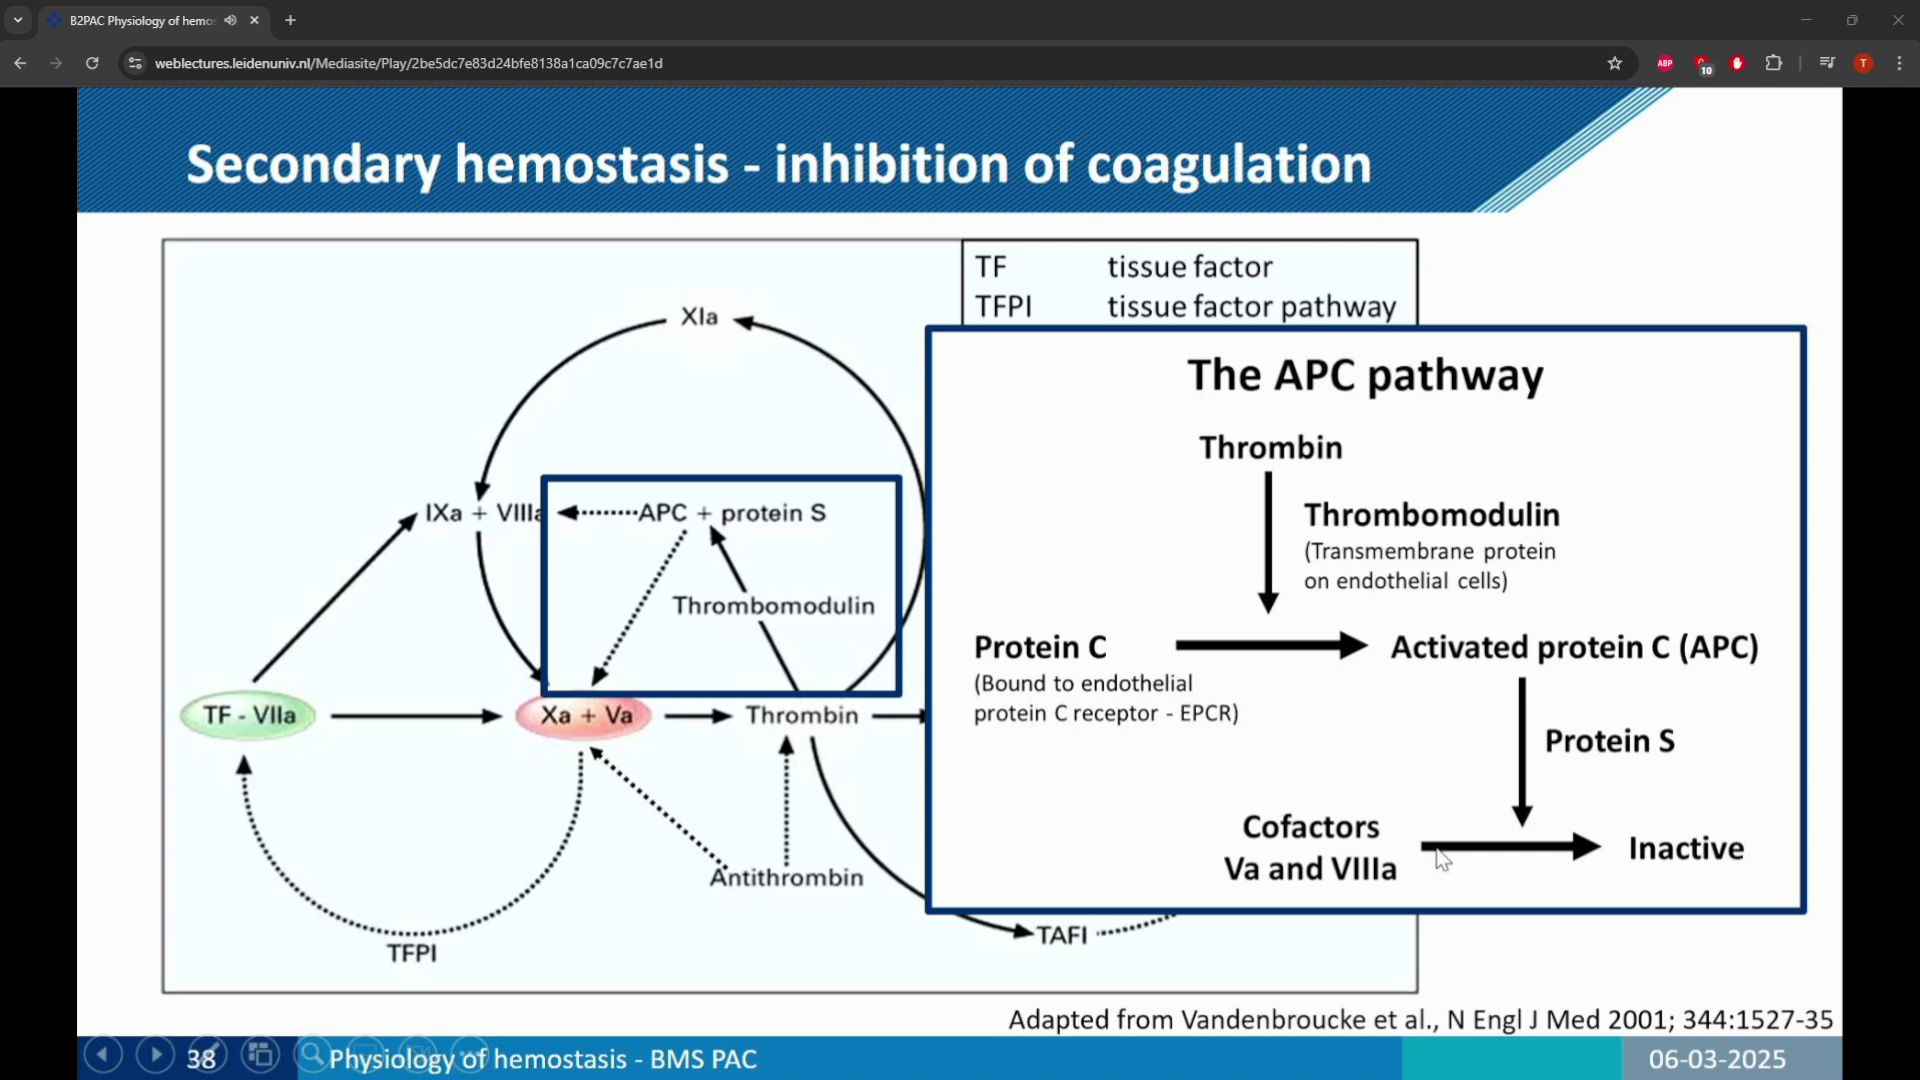 B2PAC Physiology of hemos
weblectures.leidenuniv.nl/Mediasite/Play/2be5dc7e83d24bfe8138a1ca09c7c7ae1d
ABP
10
T
Secondary hemostasis - inhibition of coagulation
TF tissue factor
TFPI tissue factor pathway
XIa
IXa + VIIIa
APC + protein S
Thrombomodulin
TF - VIIa
Xa + Va
Thrombin
Antithrombin
TFPI
TAFI
The APC pathway
Thrombin
Thrombomodulin
(Transmembrane protein
on endothelial cells)
Protein C
Activated protein C (APC)
(Bound to endothelial
protein C receptor - EPCR)
Protein S
Cofactors
Va and VIIIa
Inactive
Adapted from Vandenbroucke et al., N Engl J Med 2001; 344:1527-35
38
Physiology of hemostasis - BMS PAC
06-03-2025